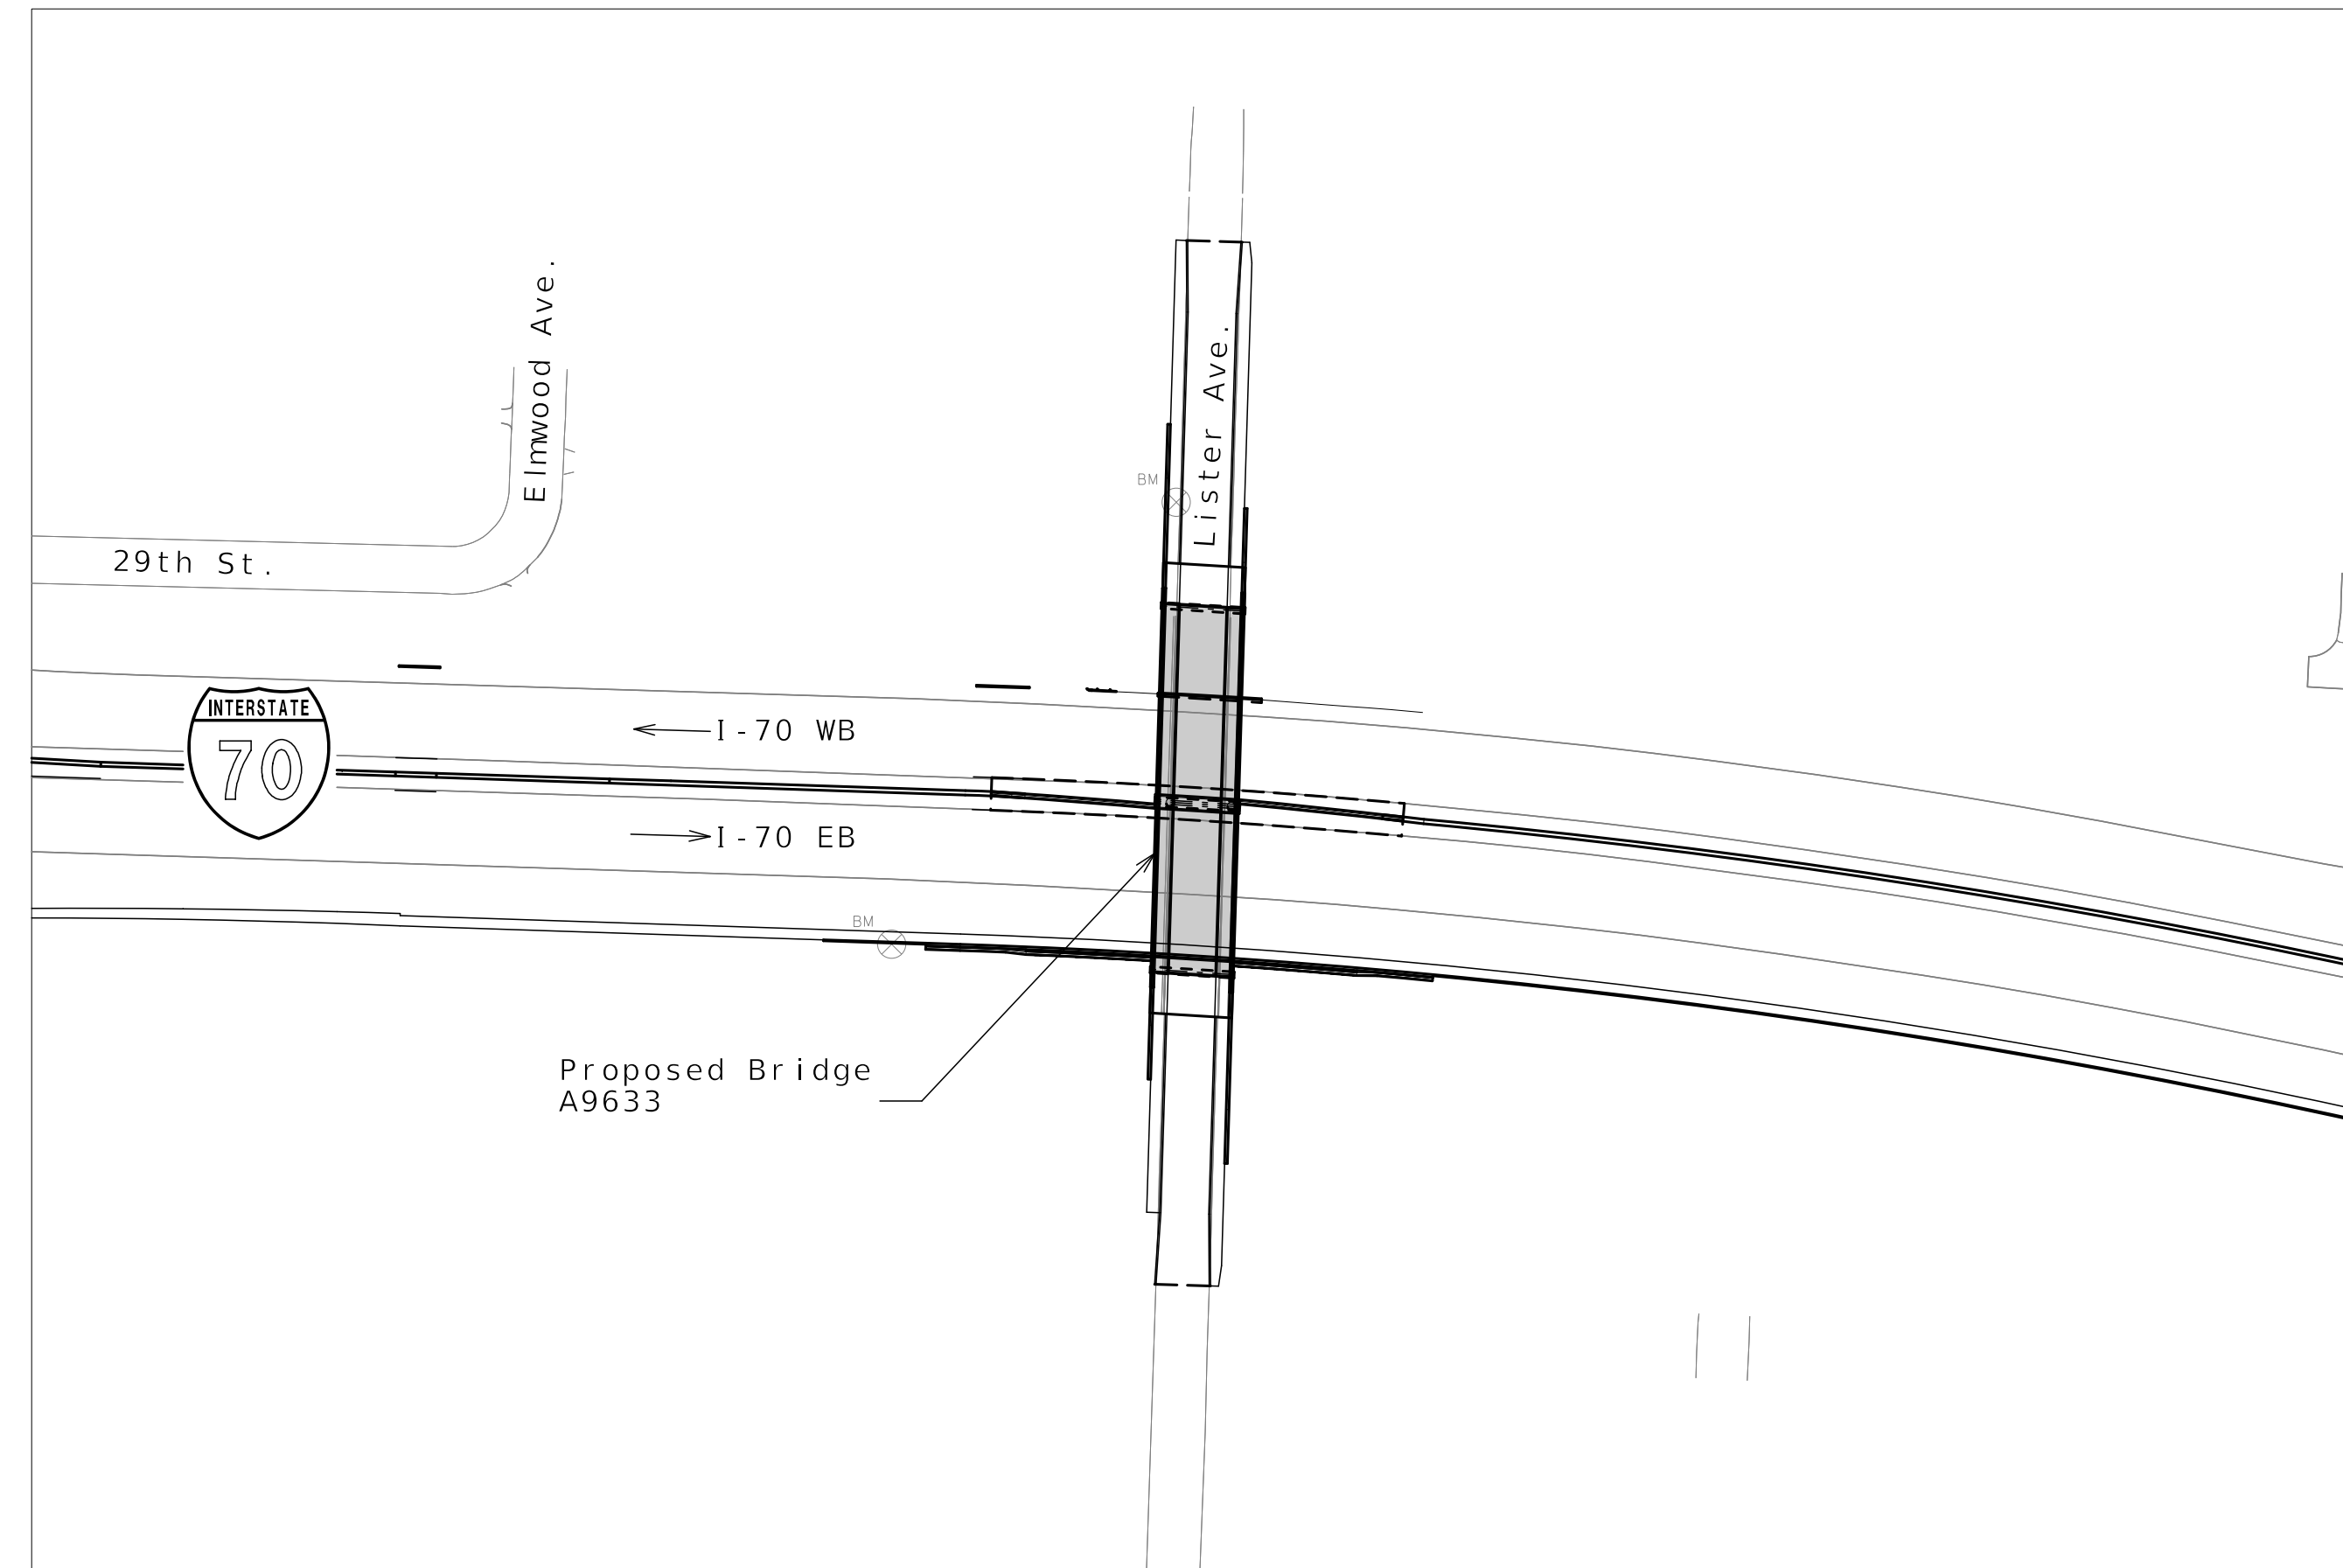 Elmwood Ave.
Lister Ave.
BM
29th St.
INTERSTATE
70
I-70 WB
I-70 EB
BM
Proposed Bridge
A9633